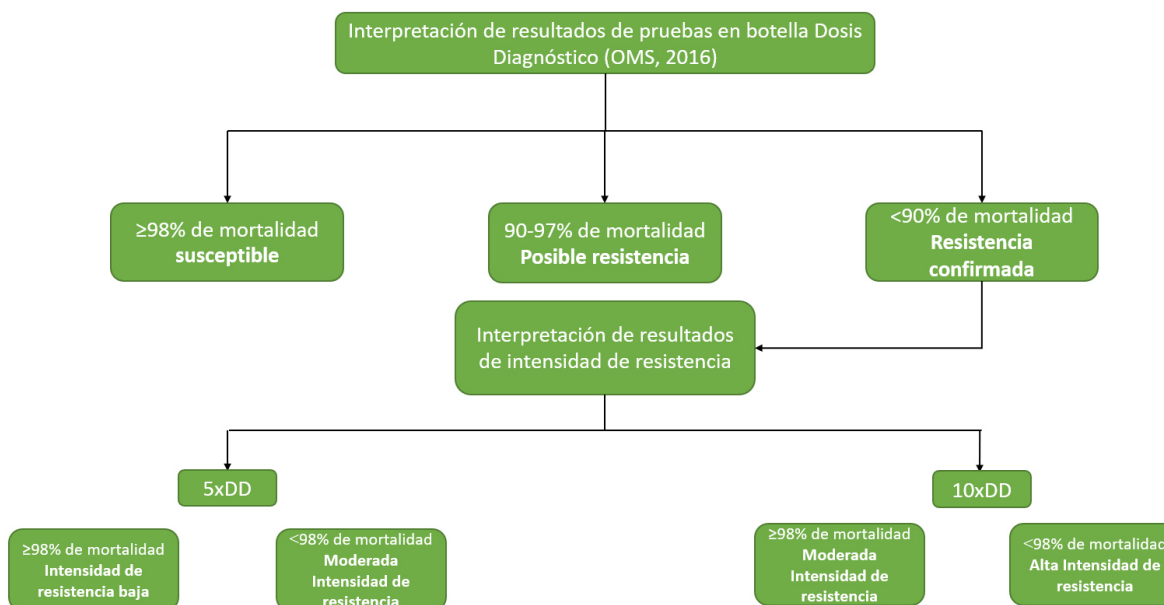 Interpretación de resultados de pruebas en botella Dosis
Diagnóstico (OMS, 2016)
≥98% de mortalidad
susceptible
90-97% de mortalidad
Posible resistencia
<90% de mortalidad
Resistencia
confirmada
Interpretación de resultados
de intensidad de resistencia
5xDD
10xDD
≥98% de mortalidad
Intensidad de
resistencia baja
<98% de mortalidad
Moderada
Intensidad de
resistencia
≥98% de mortalidad
Moderada
Intensidad de
resistencia
<98% de mortalidad
Alta Intensidad de
resistencia